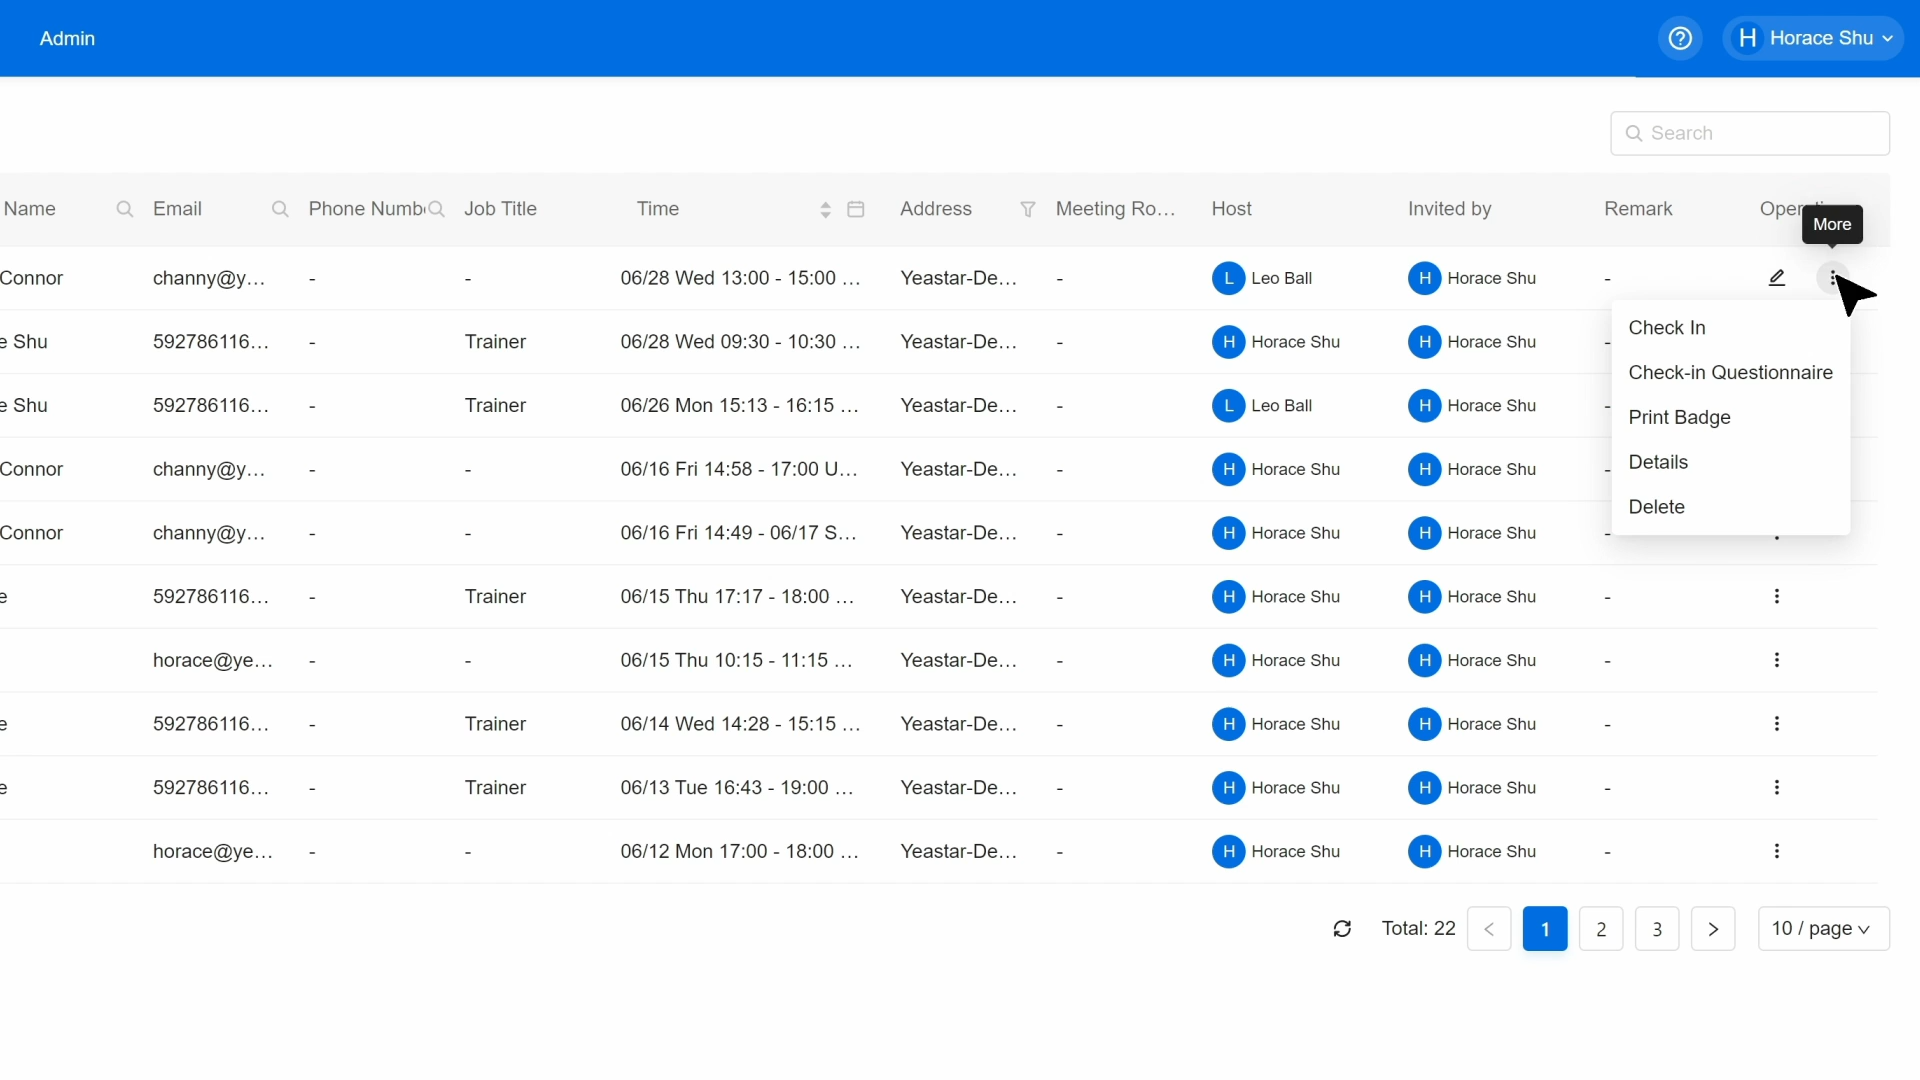 Admin
H Horace Shu
Search
Name Email Phone Numb Job Title Time Address Meeting Ro... Host Invited by Remark
More
Connor channy@y... - - 06/28 Wed 13:00 - 15:00 ... Yeastar-De... - L Leo Ball H Horace Shu -
e Shu 592786116... - Trainer 06/28 Wed 09:30 - 10:30 ... Yeastar-De... - H Horace Shu H Horace Shu -
e Shu 592786116... - Trainer 06/26 Mon 15:13 - 16:15 ... Yeastar-De... - L Leo Ball H Horace Shu -
Connor channy@y... - - 06/16 Fri 14:58 - 17:00 U... Yeastar-De... - H Horace Shu H Horace Shu -
Connor channy@y... - - 06/16 Fri 14:49 - 06/17 S... Yeastar-De... - H Horace Shu H Horace Shu -
e 592786116... - Trainer 06/15 Thu 17:17 - 18:00 ... Yeastar-De... - H Horace Shu H Horace Shu -
horace@ye... - - 06/15 Thu 10:15 - 11:15 ... Yeastar-De... - H Horace Shu H Horace Shu -
e 592786116... - Trainer 06/14 Wed 14:28 - 15:15 ... Yeastar-De... - H Horace Shu H Horace Shu -
e 592786116... - Trainer 06/13 Tue 16:43 - 19:00 ... Yeastar-De... - H Horace Shu H Horace Shu -
horace@ye... - - 06/12 Mon 17:00 - 18:00 ... Yeastar-De... - H Horace Shu H Horace Shu -
Check In
Check-in Questionnaire
Print Badge
Details
Delete
Total: 22 < 1 2 3 > 10 / page